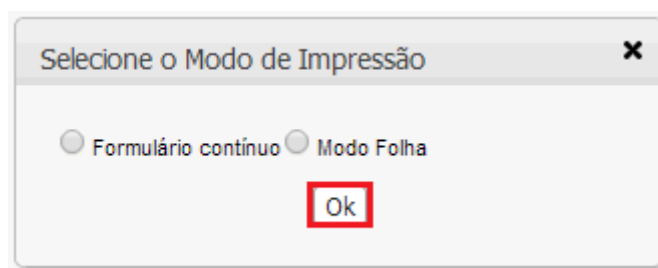 Selecione o Modo de Impressão
Formulário contínuo Modo Folha
Ok